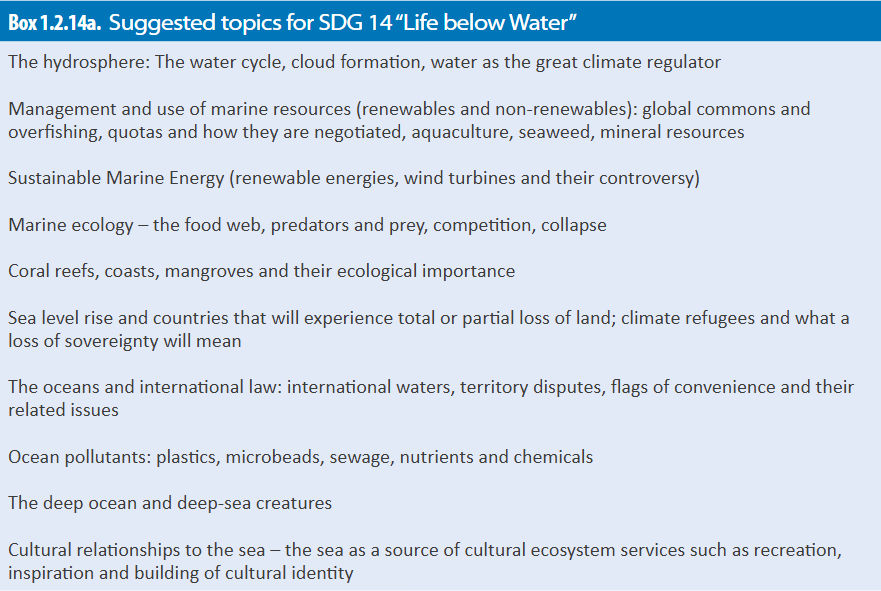 Box 1.2.14a. Suggested topics for SDG 14 “Life below Water”
The hydrosphere: The water cycle, cloud formation, water as the great climate regulator
Management and use of marine resources (renewables and non-renewables): global commons and
overfishing, quotas and how they are negotiated, aquaculture, seaweed, mineral resources
Sustainable Marine Energy (renewable energies, wind turbines and their controversy)
Marine ecology – the food web, predators and prey, competition, collapse
Coral reefs, coasts, mangroves and their ecological importance
Sea level rise and countries that will experience total or partial loss of land; climate refugees and what a
loss of sovereignty will mean
The oceans and international law: international waters, territory disputes, flags of convenience and their
related issues
Ocean pollutants: plastics, microbeads, sewage, nutrients and chemicals
The deep ocean and deep-sea creatures
Cultural relationships to the sea – the sea as a source of cultural ecosystem services such as recreation,
inspiration and building of cultural identity